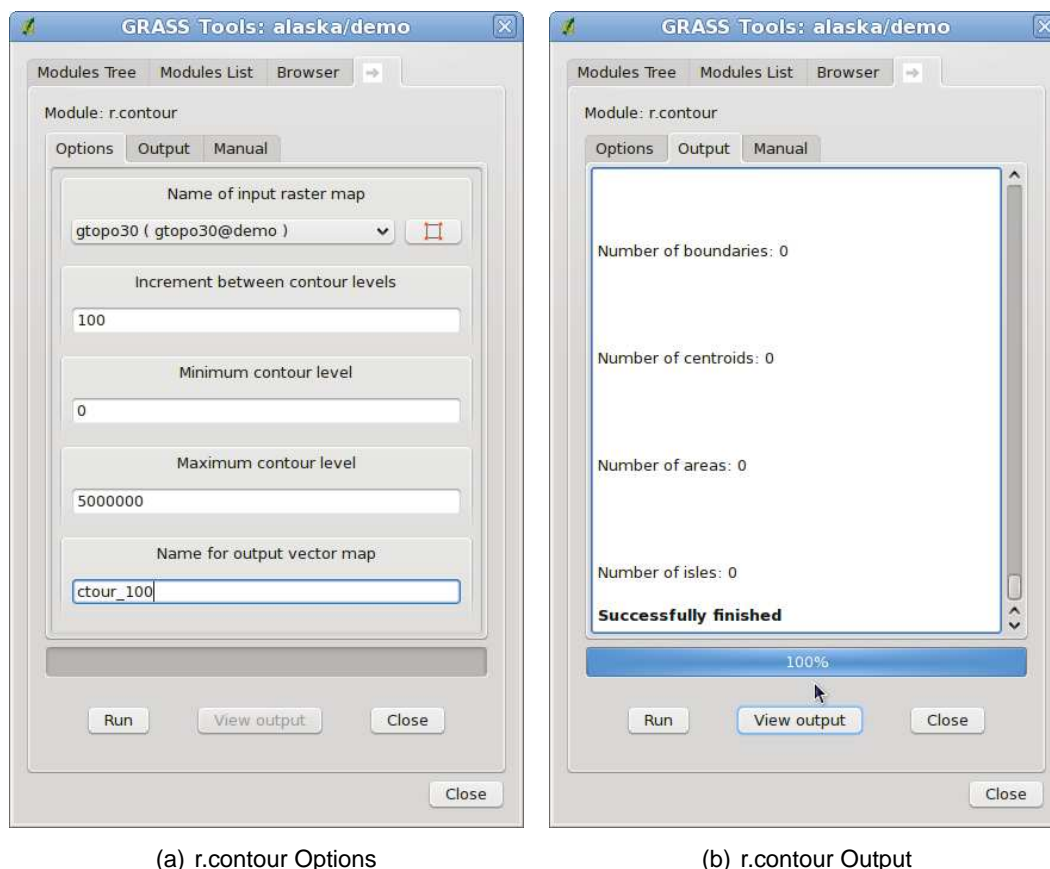 GRASS Tools: alaska/demo
Modules Tree Modules List Browser
Module: r.contour
Options Output Manual
Name of input raster map
gtopo30 ( gtopo30@demo )
Increment between contour levels
100
Minimum contour level
0
Maximum contour level
5000000
Name for output vector map
ctour_100
Run View output Close
Close
(a) r.contour Options
GRASS Tools: alaska/demo
Modules Tree Modules List Browser
Module: r.contour
Options Output Manual
Number of boundaries: 0
Number of centroids: 0
Number of areas: 0
Number of isles: 0
Successfully finished
100%
Run View output Close
Close
(b) r.contour Output